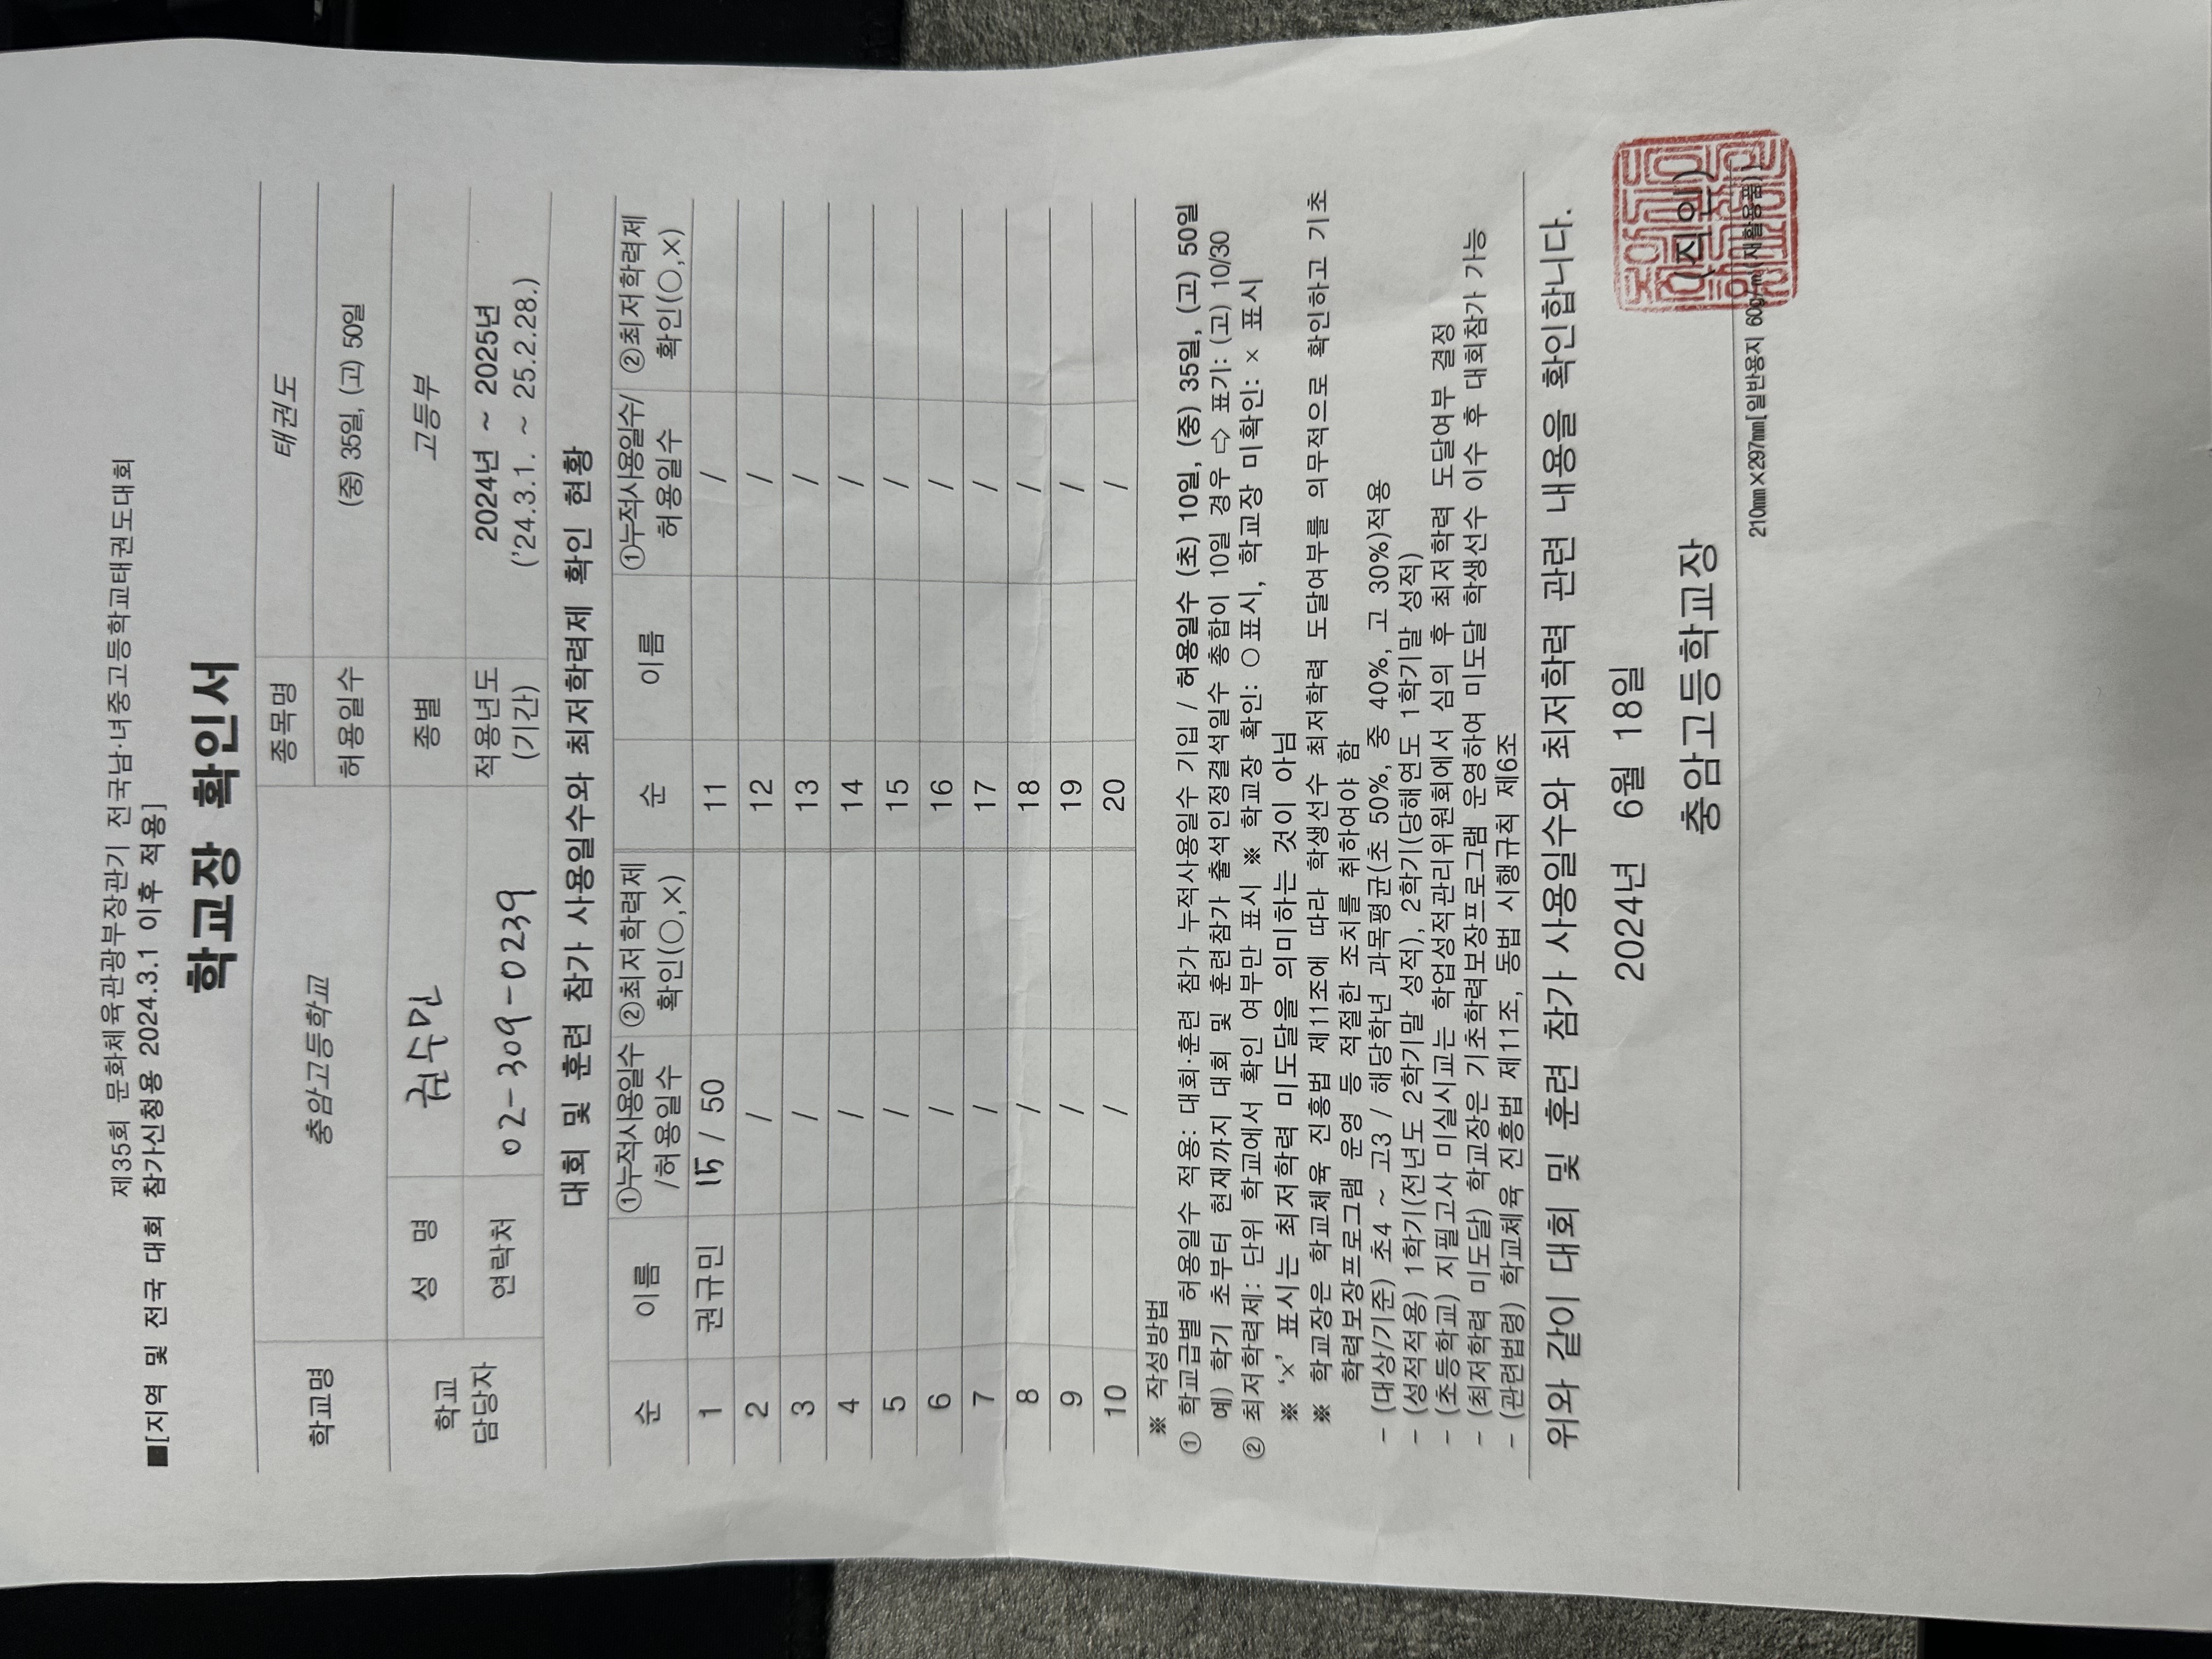 제35회 문화체육관광부장관기 전국남·녀중고등학교태권도대회
■[지역 및 전국 대회 참가신청용 2024.3.1 이후 적용]
학교장 확인서
학교명 충암고등학교 종목명 태권도
허용일수 (중) 35일, (고) 50일
학교 담당자 성 명 권수민 종별 고등부
연락처 02-309-0239 적용년도 (기간) 2024년 ~ 2025년 ('24.3.1. ~ 25.2.28.)
대회 및 훈련 참가 사용일수와 최저학력제 확인 현황
순 이름 ①누적사용일수/허용일수 ②최저학력제 확인(○,×) 순 이름 ①누적사용일수/허용일수 ②최저학력제 확인(○,×)
1 권규민 15 / 50 11 /
2 / 12 /
3 / 13 /
4 / 14 /
5 / 15 /
6 / 16 /
7 / 17 /
8 / 18 /
9 / 19 /
10 / 20 /
※ 작성방법
① 학교급별 허용일수 적용: 대회·훈련 참가 누적사용일수 기입 / 허용일수 (초) 10일, (중) 35일, (고) 50일
예) 학기 초부터 현재까지 대회 및 훈련참가 출석인정결석일수 총합이 10일 경우 ⇨ 표기: (고) 10/30
② 최저학력제: 단위 학교에서 확인 여부만 표시 ※ 학교장 확인: ○ 표시, 학교장 미확인: × 표시
※ '×' 표시는 최저학력 미도달을 의미하는 것이 아님
※ 학교장은 학교체육 진흥법 제11조에 따라 학생선수 최저학력 도달여부를 의무적으로 확인하고 기초
학력보장프로그램 운영 등 적절한 조치를 취하여야 함
- (대상/기준) 초4 ~ 고3 / 해당학년 과목평균(초 50%, 중 40%, 고 30%)적용
- (성적적용) 1학기(전년도 2학기말 성적), 2학기(당해연도 1학기말 성적)
- (초등학교) 지필고사 미실시교는 학업성적관리위원회에서 심의 후 최저학력 도달여부 결정
- (최저학력 미도달) 학교장은 기초학력보장프로그램 운영하여 미도달 학생선수 이수 후 대회참가 가능
- (관련법령) 학교체육 진흥법 제11조, 동법 시행규칙 제6조
위와 같이 대회 및 훈련 참가 사용일수와 최저학력 관련 내용을 확인합니다.
2024년 6월 18일
충암고등학교장 (직인)
210㎜×297㎜[일반용지 60g/㎡(재활용품)]